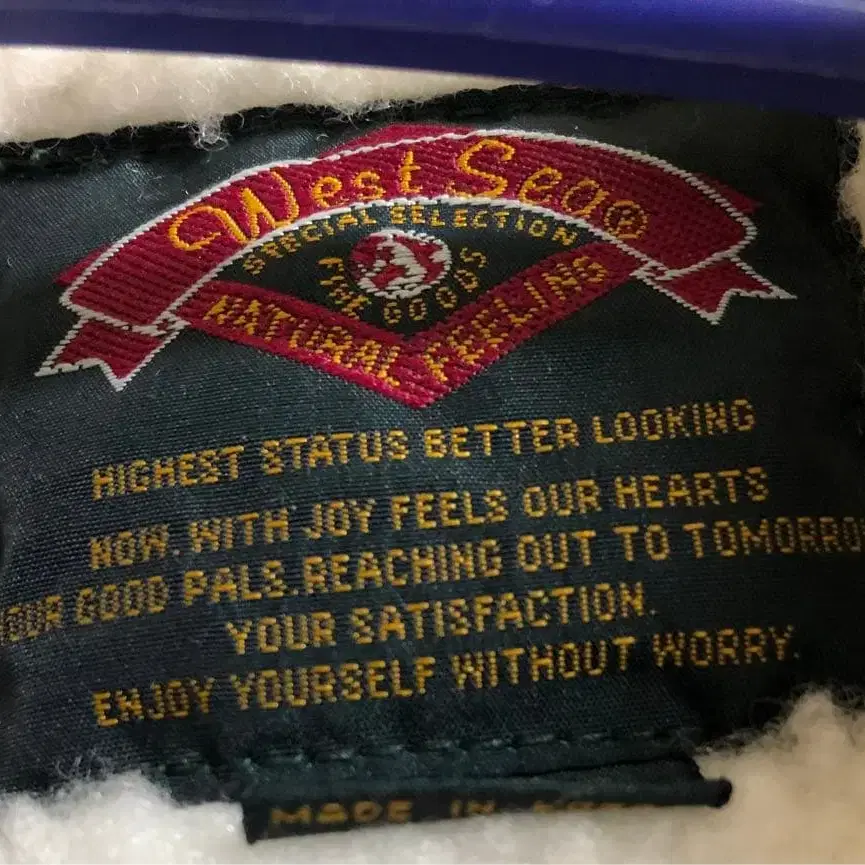 West Sea®
SPECIAL SELECTION
FINE GOODS
NATURAL FEELING
HIGHEST STATUS BETTER LOOKING
NOW. WITH JOY FEELS OUR HEARTS
OUR GOOD PALS. REACHING OUT TO TOMORRO
YOUR SATISFACTION.
ENJOY YOURSELF WITHOUT WORRY.
MADE IN